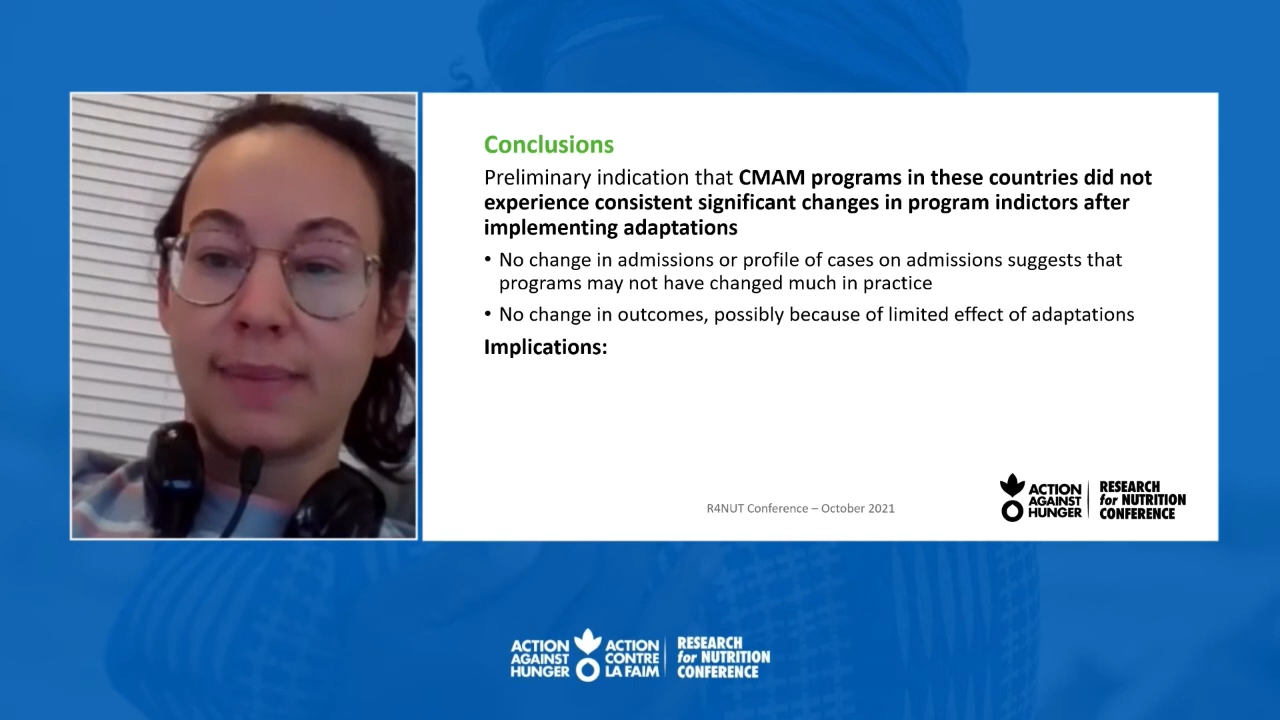 Conclusions
Preliminary indication that CMAM programs in these countries did not
experience consistent significant changes in program indictors after
implementing adaptations
• No change in admissions or profile of cases on admissions suggests that
programs may not have changed much in practice
• No change in outcomes, possibly because of limited effect of adaptations
Implications:
R4NUT Conference – October 2021
ACTION
AGAINST
HUNGER
RESEARCH
for NUTRITION
CONFERENCE
ACTION
AGAINST
HUNGER
ACTION
CONTRE
LA FAIM
RESEARCH
for NUTRITION
CONFERENCE